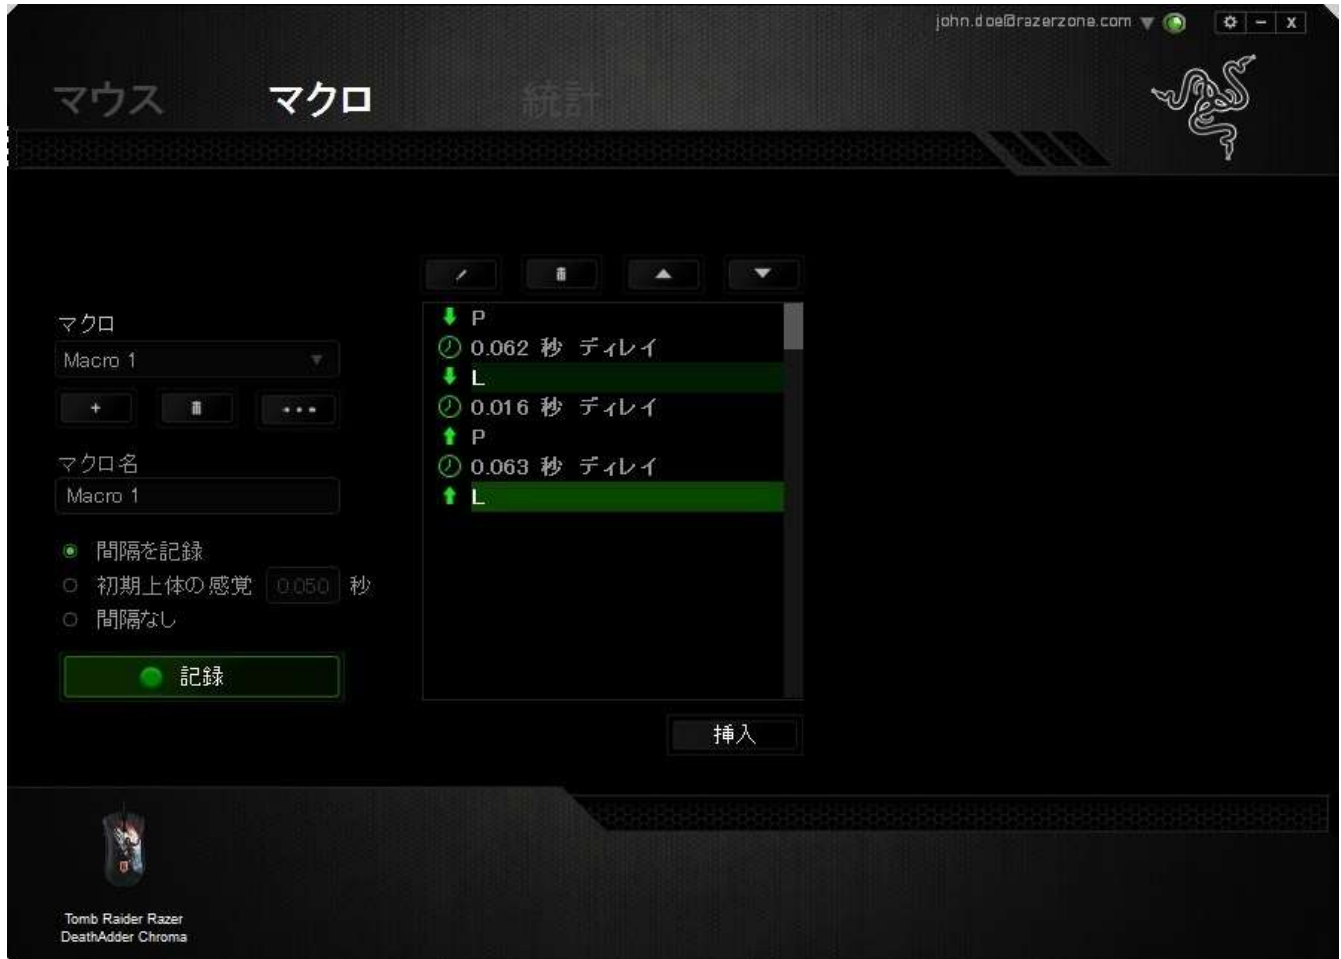 john.doe@razerzone.com
マウス マクロ 統計
マクロ
Macro 1
マクロ名
Macro 1
間隔を記録
初期上体の感覚 0.050 秒
間隔なし
記録
P
0.062 秒 ディレイ
L
0.016 秒 ディレイ
P
0.063 秒 ディレイ
L
挿入
Tomb Raider Razer
DeathAdder Chroma